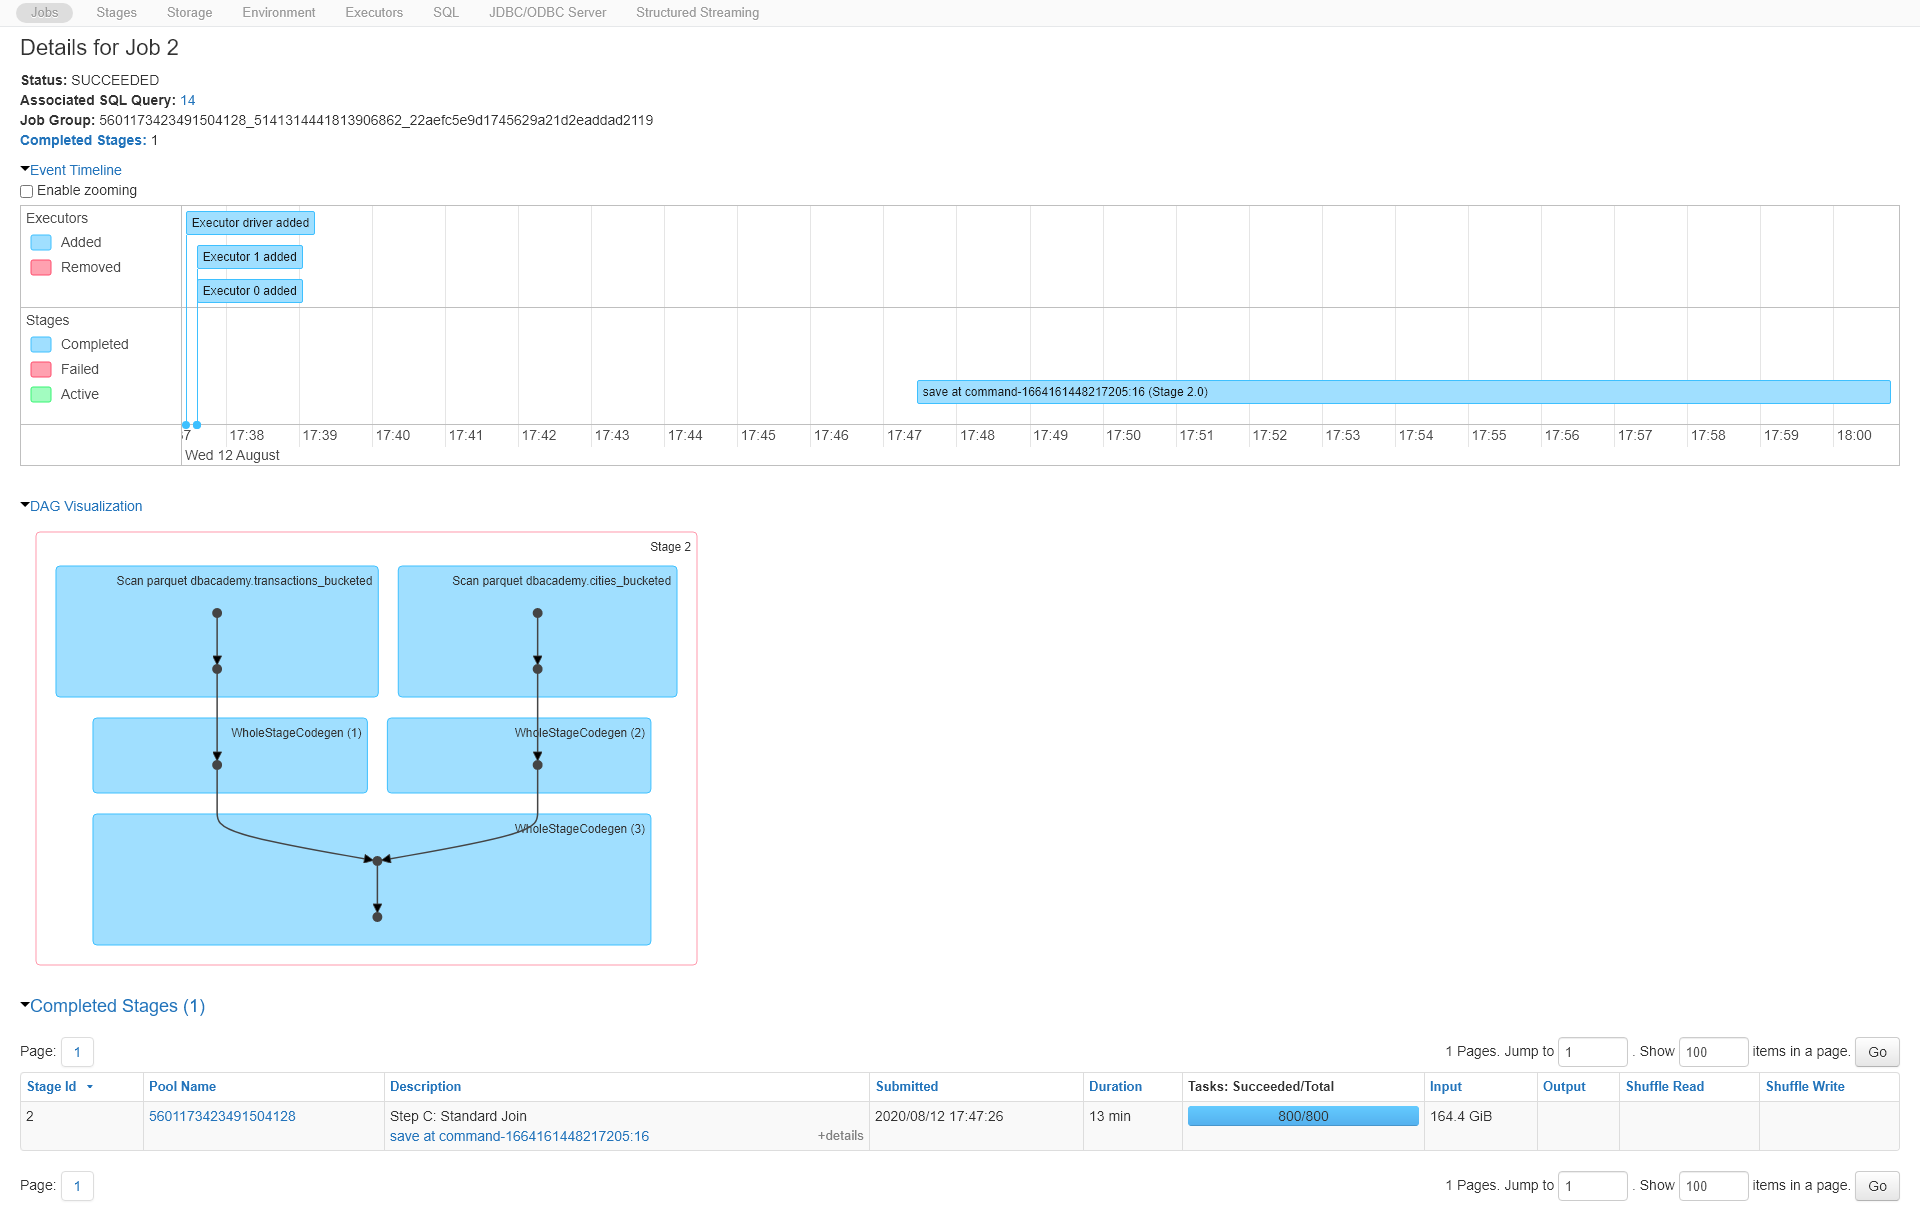 Jobs Stages Storage Environment Executors SQL JDBC/ODBC Server Structured Streaming
Details for Job 2
Status: SUCCEEDED
Associated SQL Query: 14
Job Group: 5601173423491504128_5141314441813906862_22aefc5e9d1745629a21d2eaddad2119
Completed Stages: 1
Event Timeline
Enable zooming
Executors
Added
Removed
Executor driver added
Executor 1 added
Executor 0 added
Stages
Completed
Failed
Active
save at command-1664161448217205:16 (Stage 2.0)
17:38 17:39 17:40 17:41 17:42 17:43 17:44 17:45 17:46 17:47 17:48 17:49 17:50 17:51 17:52 17:53 17:54 17:55 17:56 17:57 17:58 17:59 18:00
Wed 12 August
DAG Visualization
Stage 2
Scan parquet dbacademy.transactions_bucketed
Scan parquet dbacademy.cities_bucketed
WholeStageCodegen (1)
WholeStageCodegen (2)
WholeStageCodegen (3)
Completed Stages (1)
Page: 1
1 Pages. Jump to 1 . Show 100 items in a page. Go
Stage Id Pool Name Description Submitted Duration Tasks: Succeeded/Total Input Output Shuffle Read Shuffle Write
2 5601173423491504128 Step C: Standard Join 2020/08/12 17:47:26 13 min 800/800 164.4 GiB
save at command-1664161448217205:16 +details
Page: 1
1 Pages. Jump to 1 . Show 100 items in a page. Go